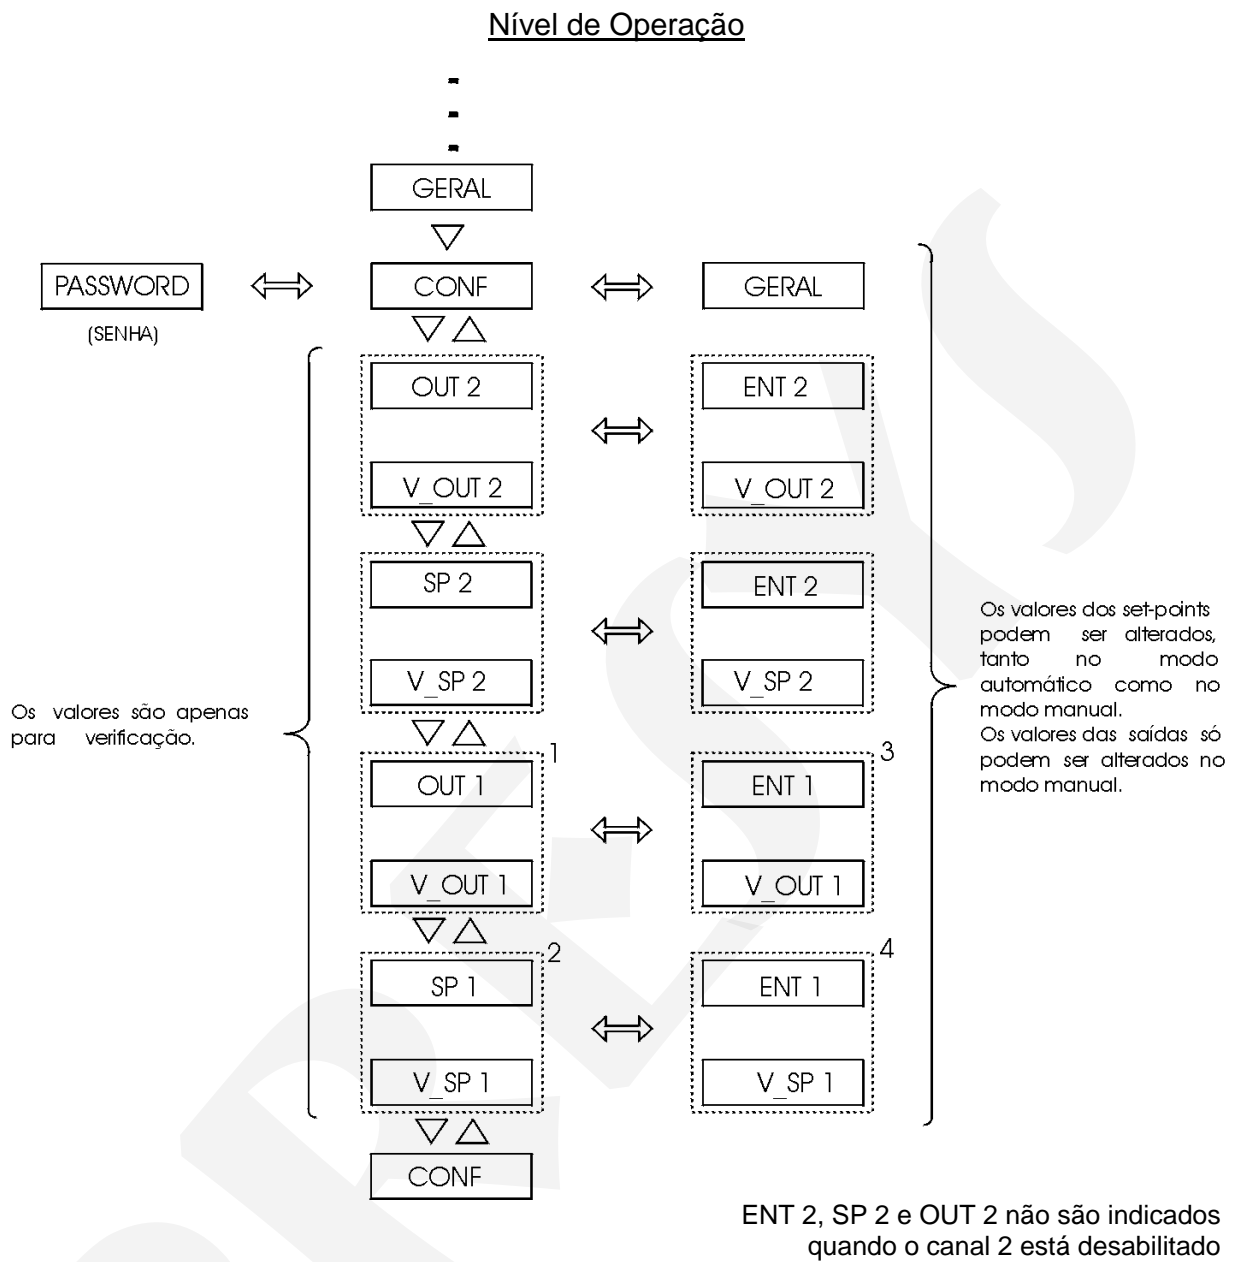 Nível de Operação
GERAL
PASSWORD
(SENHA)
CONF
GERAL
OUT 2
V_OUT 2
ENT 2
V_OUT 2
SP 2
V_SP 2
ENT 2
V_SP 2
Os valores são apenas
para verificação.
Os valores dos set-points
podem ser alterados,
tanto no modo
automático como no
modo manual.
Os valores das saídas só
podem ser alterados no
modo manual.
1
OUT 1
V_OUT 1
3
ENT 1
V_OUT 1
2
SP 1
V_SP 1
4
ENT 1
V_SP 1
CONF
ENT 2, SP 2 e OUT 2 não são indicados
quando o canal 2 está desabilitado
PRESYS